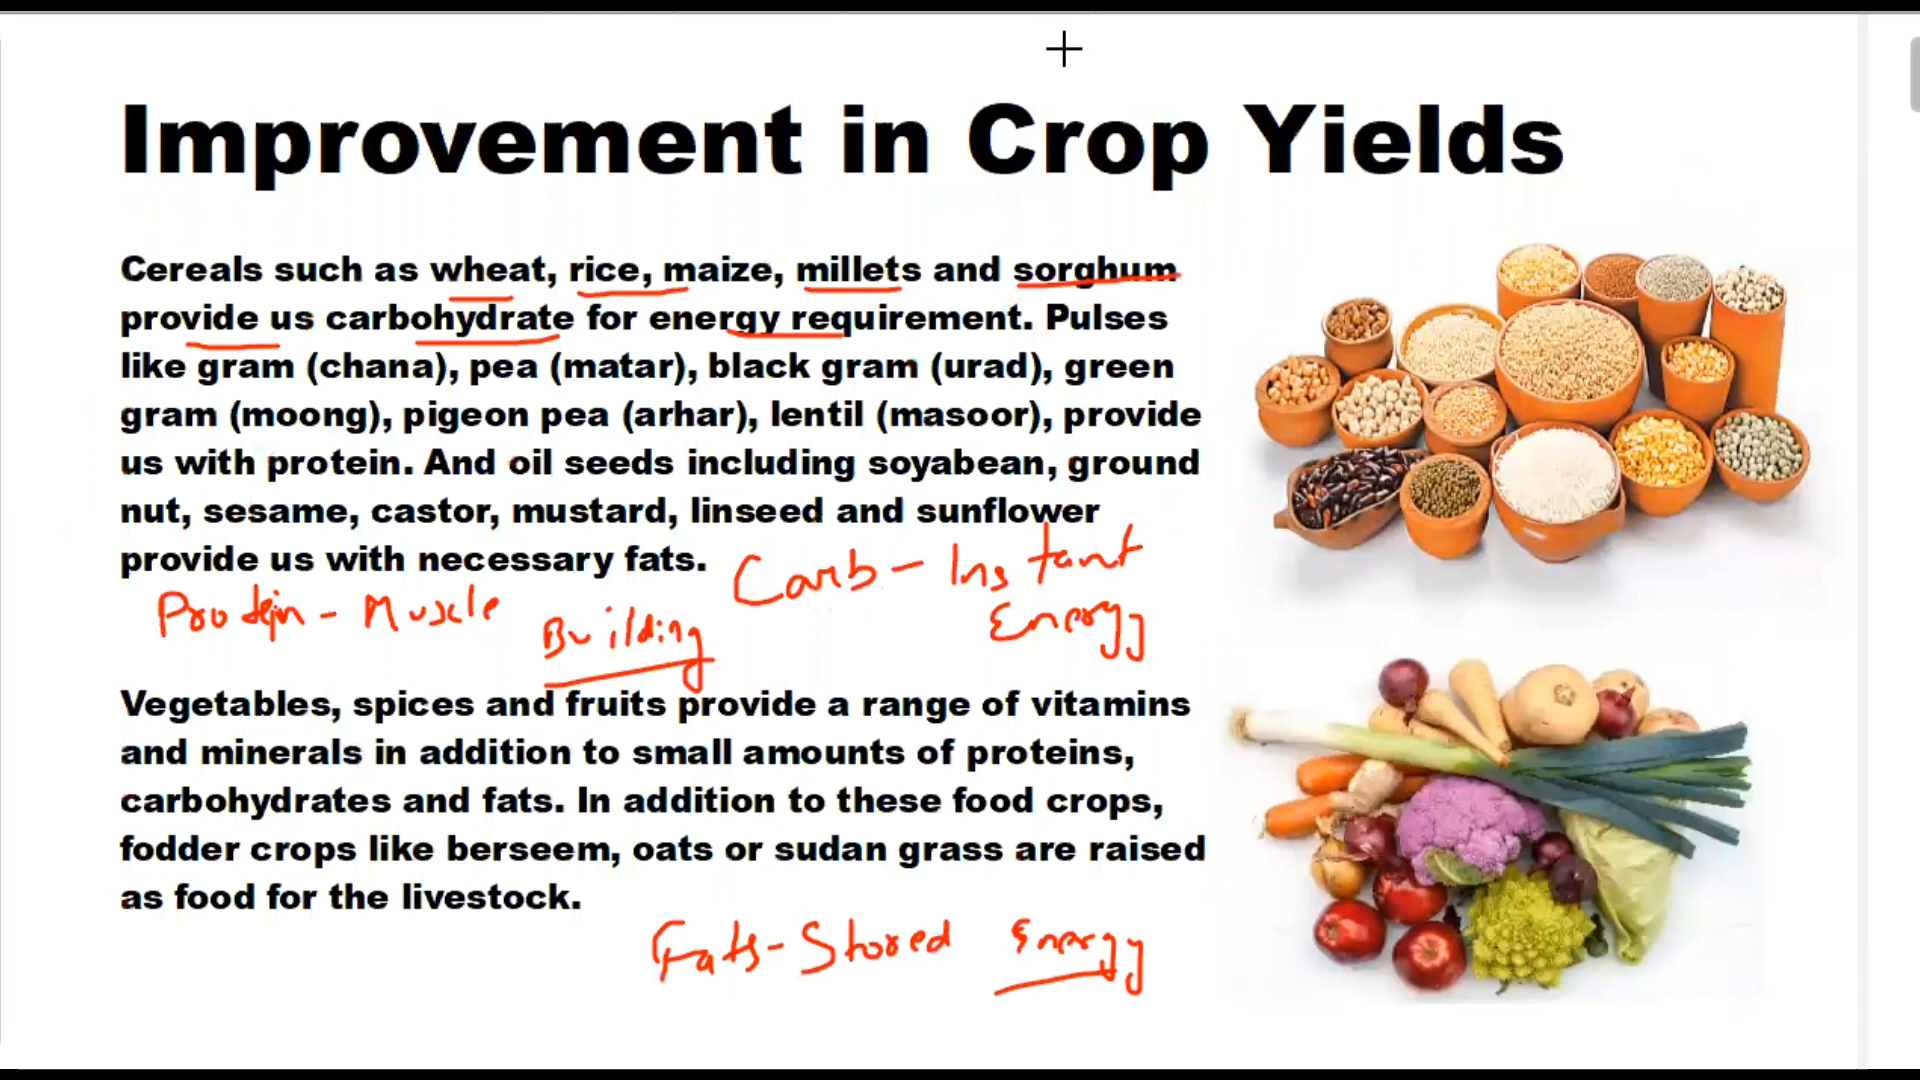 Improvement in Crop Yields
Cereals such as wheat, rice, maize, millets and sorghum
provide us carbohydrate for energy requirement. Pulses
like gram (chana), pea (matar), black gram (urad), green
gram (moong), pigeon pea (arhar), lentil (masoor), provide
us with protein. And oil seeds including soyabean, ground
nut, sesame, castor, mustard, linseed and sunflower
provide us with necessary fats.
Carb - Instant
Energy
Protein - Muscle
Building
Vegetables, spices and fruits provide a range of vitamins
and minerals in addition to small amounts of proteins,
carbohydrates and fats. In addition to these food crops,
fodder crops like berseem, oats or sudan grass are raised
as food for the livestock.
Fats - Stored Energy